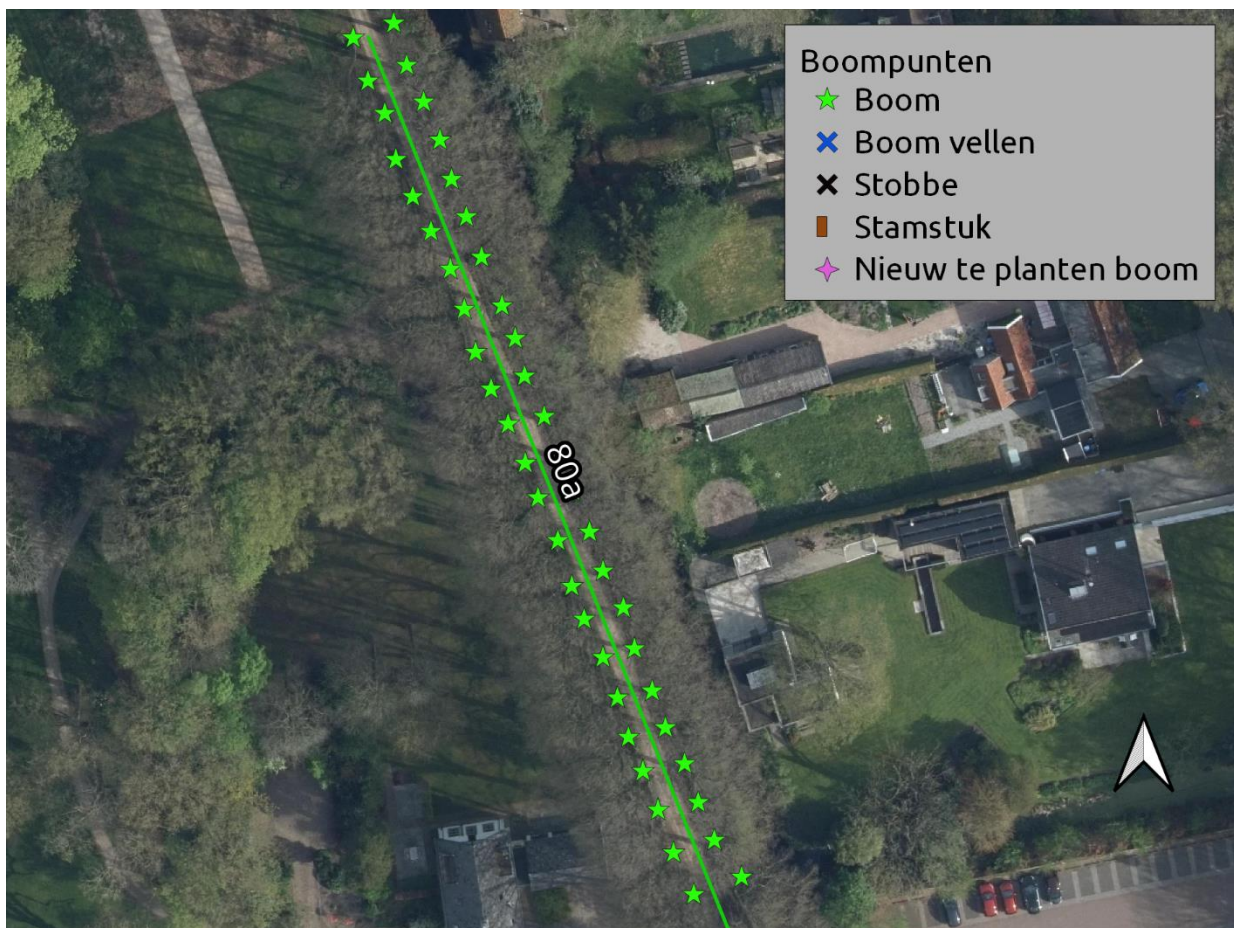 Boompunten
Boom
Boom vellen
Stobbe
Stamstuk
Nieuw te planten boom
80a